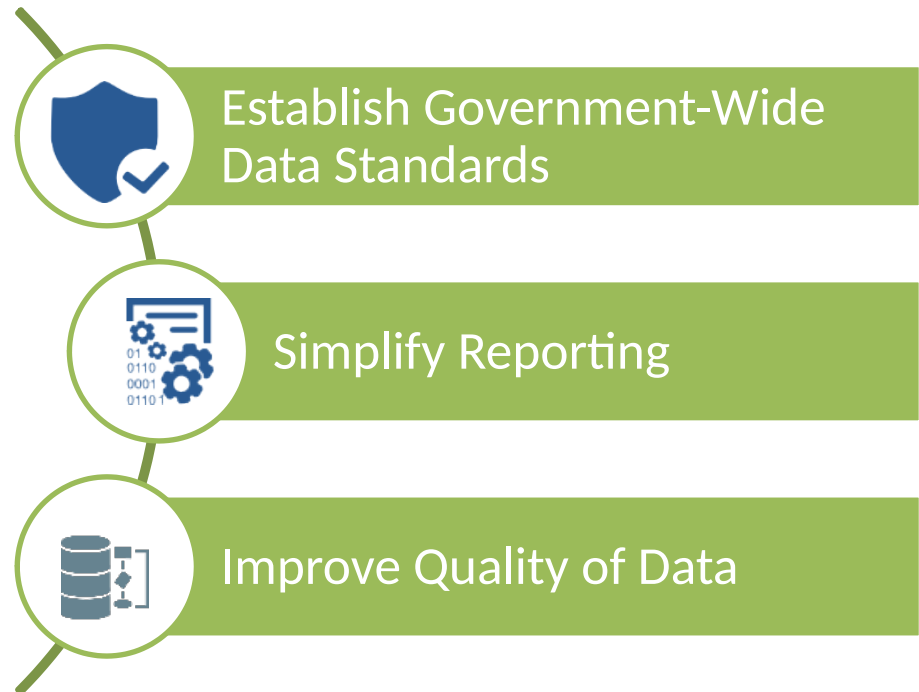 Establish Government-Wide
Data Standards
01
0110
0001
0110 1
Simplify Reporting
Improve Quality of Data